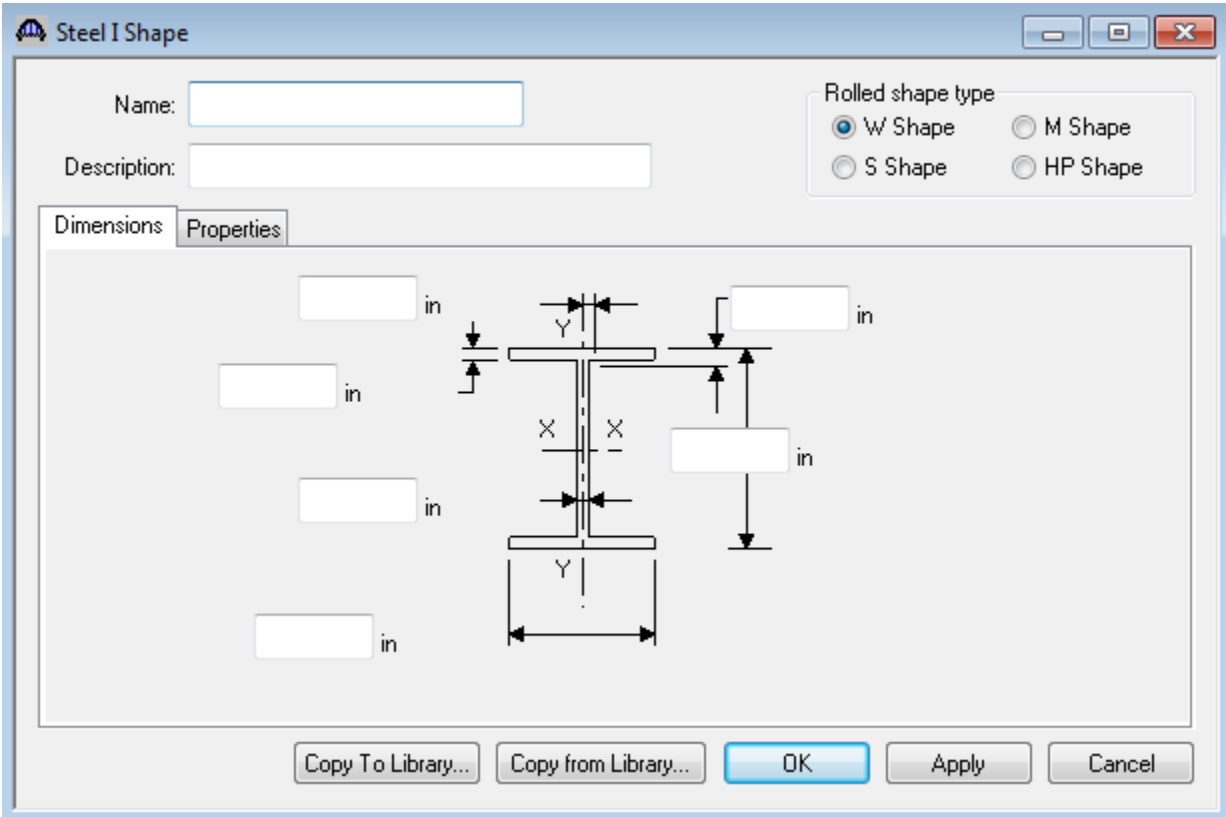 Steel I Shape
Name:
Rolled shape type
W Shape
M Shape
Description:
S Shape
HP Shape
Dimensions
Properties
in
in
Y
in
X
X
in
in
Y
in
Copy To Library...
Copy from Library...
OK
Apply
Cancel